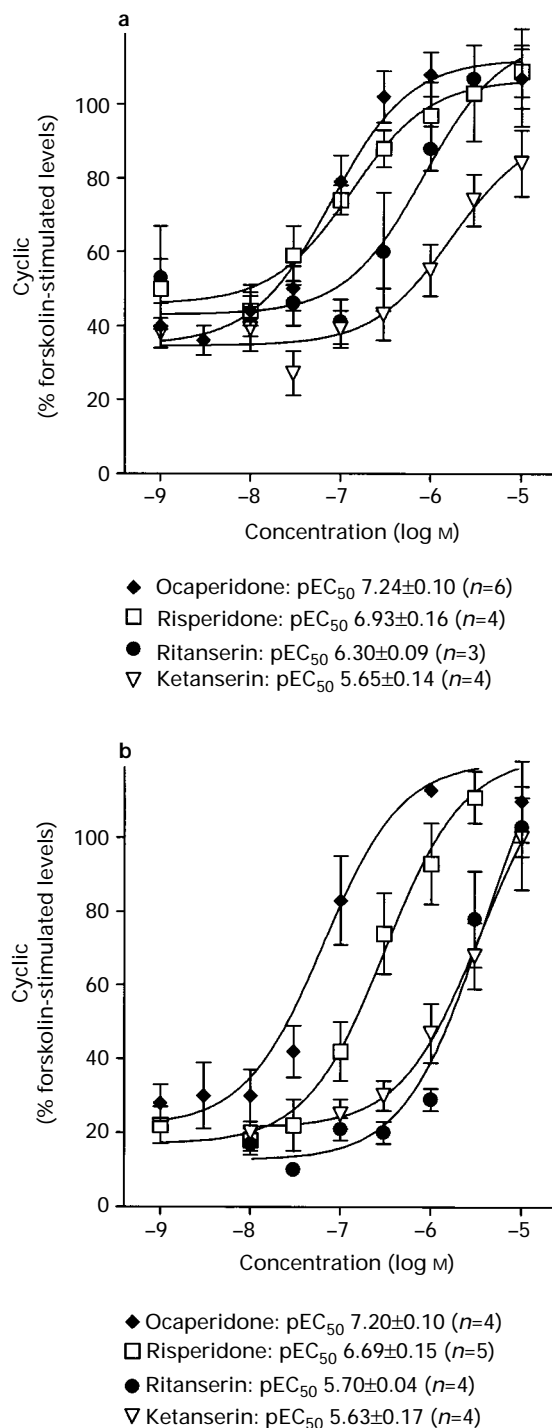 a
100
80
60
40
20
0
Cyclic
(% forskolin-stimulated levels)
–9 –8 –7 –6 –5
Concentration (log M)
Ocaperidone: pEC50 7.24±0.10 (n=6)
Risperidone: pEC50 6.93±0.16 (n=4)
Ritanserin: pEC50 6.30±0.09 (n=3)
Ketanserin: pEC50 5.65±0.14 (n=4)
b
100
80
60
40
20
0
Cyclic
(% forskolin-stimulated levels)
–9 –8 –7 –6 –5
Concentration (log M)
Ocaperidone: pEC50 7.20±0.10 (n=4)
Risperidone: pEC50 6.69±0.15 (n=5)
Ritanserin: pEC50 5.70±0.04 (n=4)
Ketanserin: pEC50 5.63±0.17 (n=4)